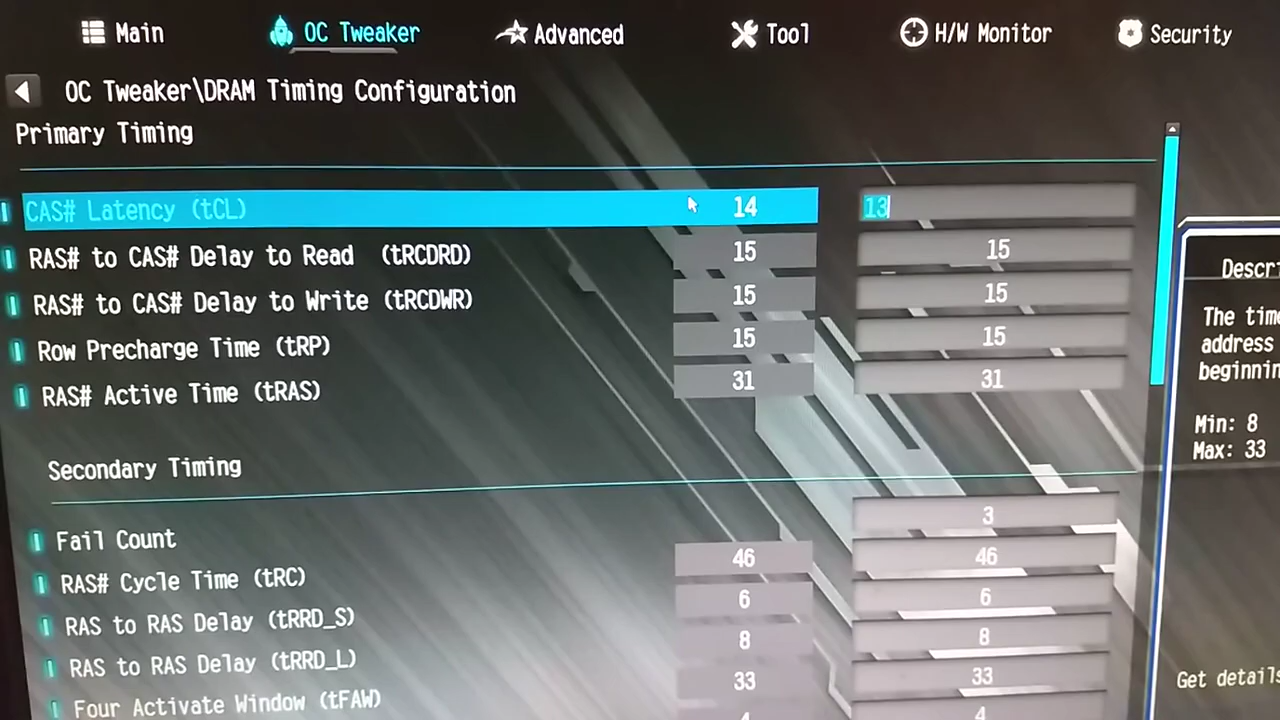 Main OC Tweaker Advanced Tool H/W Monitor Security
OC Tweaker\DRAM Timing Configuration
Primary Timing
CAS# Latency (tCL) 14 13
RAS# to CAS# Delay to Read (tRCDRD) 15 15
RAS# to CAS# Delay to Write (tRCDWR) 15 15
Row Precharge Time (tRP) 15 15
RAS# Active Time (tRAS) 31 31
Secondary Timing
Fail Count 3
RAS# Cycle Time (tRC) 46 46
RAS to RAS Delay (tRRD_S) 6 6
RAS to RAS Delay (tRRD_L) 8 8
Four Activate Window (tFAW) 33 33
4 4
Descri
The time
address
beginnin
Min: 8
Max: 33
Get details